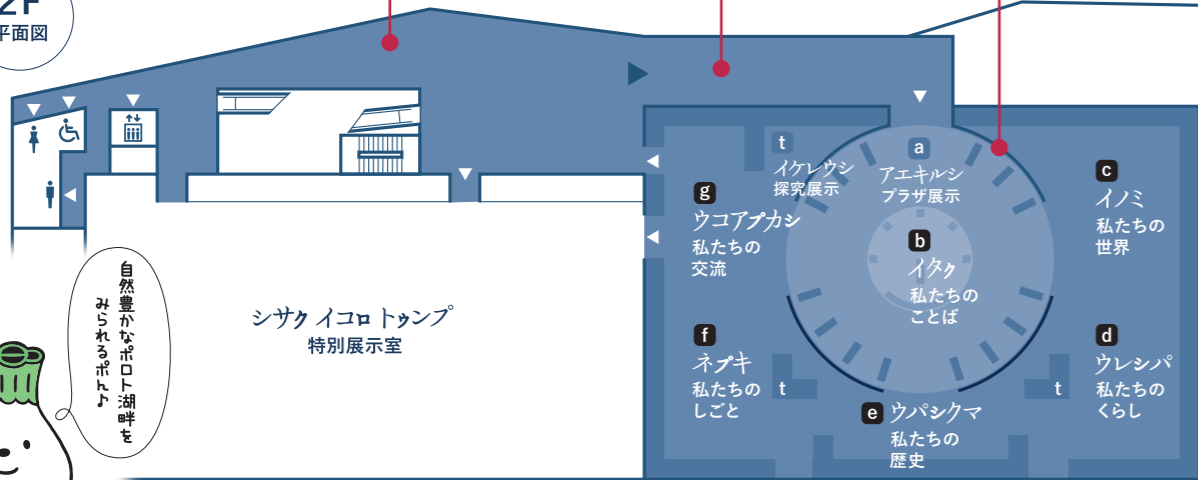 2F
平面図
自然豊かなポロト湖畔を
みられるポん♪
シサㇰ イコㇿ トゥンプ
特別展示室
t
イケレウシ
探究展示
a
アエキルシ
プラザ展示
b
イタㇰ
私たちの
ことば
c
イノミ
私たちの
世界
g
ウコアㇷ゚カㇱ
私たちの
交流
f
ネㇷ゚キ
私たちの
しごと
t
e ウパㇱクマ
私たちの
歴史
t
d
ウレㇱパ
私たちの
くらし